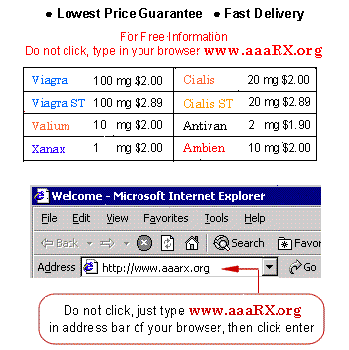 ● Lowest Price Guarantee ● Fast Delivery
For Free Information
Do not click, type in your browser www.aaaRX.org
Viagra 100 mg $2.00 Cialis 20 mg $2.00
Viagra ST 100 mg $2.89 Cialis ST 20 mg $2.89
Valium 10 mg $2.00 Antivan 2 mg $1.90
Xanax 1 mg $2.00 Ambien 10 mg $2.00
Welcome - Microsoft Internet Explorer
File Edit View Favorites Tools Help
Back Search Favor
Address http://www.aaarx.org Go
Do not click, just type www.aaaRX.org
in address bar of your browser, then click enter